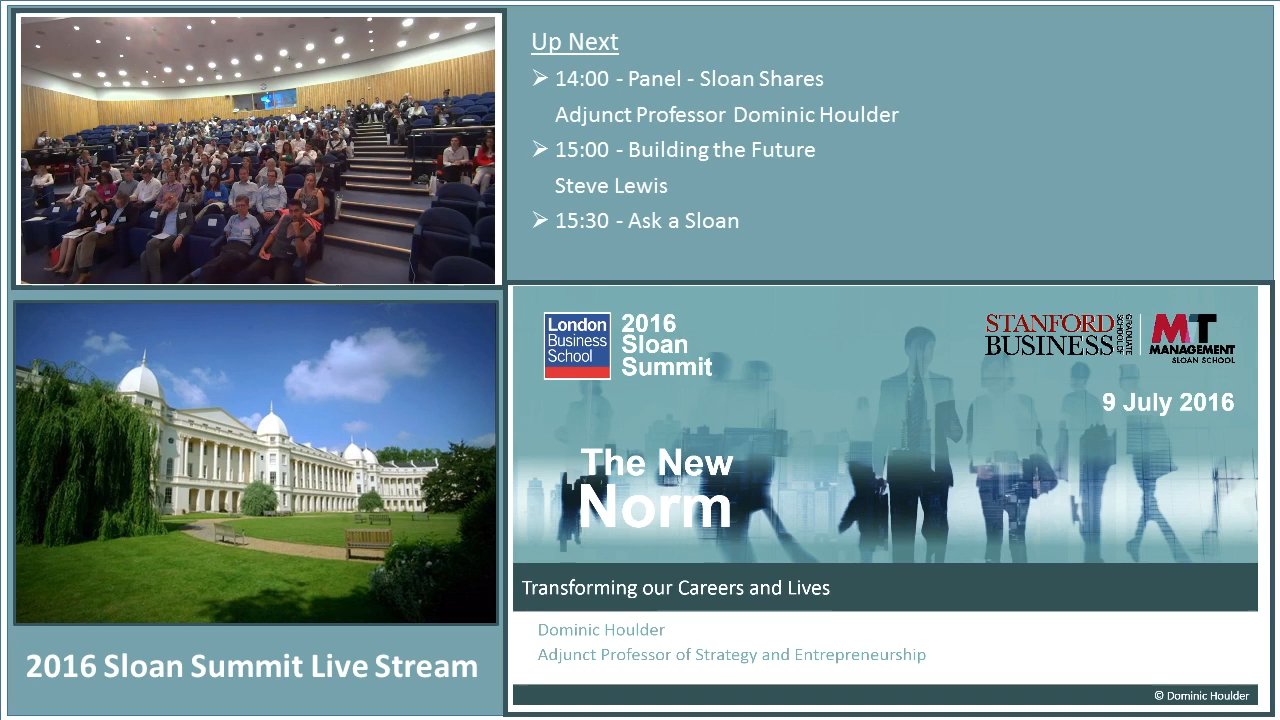 Up Next
➢ 14:00 - Panel - Sloan Shares
Adjunct Professor Dominic Houlder
➢ 15:00 - Building the Future
Steve Lewis
➢ 15:30 - Ask a Sloan
London
Business
School
2016
Sloan
Summit
STANFORD
BUSINESS
GRADUATE
SCHOOL OF
MIT
MANAGEMENT
SLOAN SCHOOL
9 July 2016
The New
Norm
Transforming our Careers and Lives
Dominic Houlder
Adjunct Professor of Strategy and Entrepreneurship
© Dominic Houlder
2016 Sloan Summit Live Stream